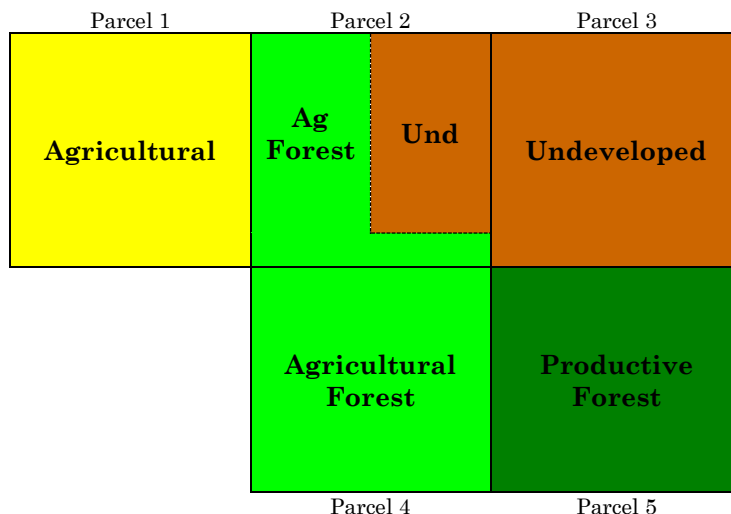 Parcel 1
Parcel 2
Parcel 3
Agricultural
Ag
Forest
Und
Undeveloped
Agricultural
Forest
Productive
Forest
Parcel 4
Parcel 5